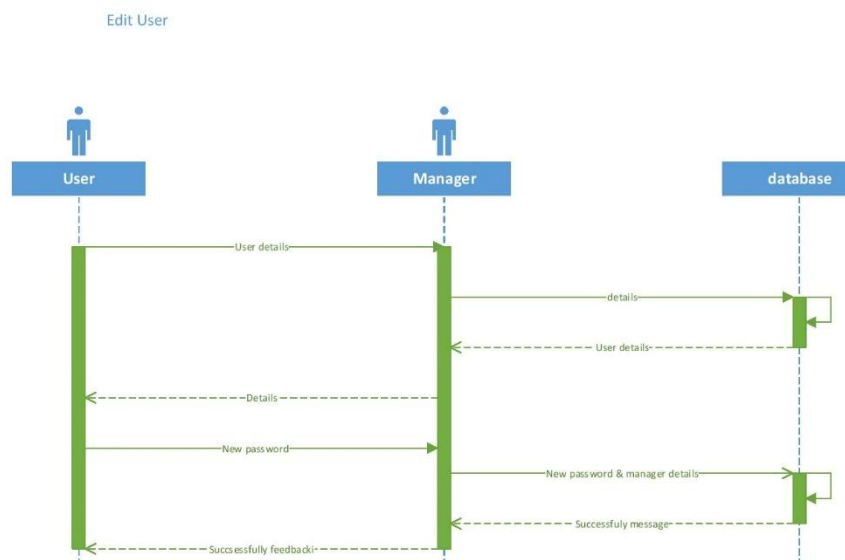 Edit User
User
Manager
database
User details
details
User details
Details
New password
New password & manager details
Successfuly message
Succsessfully feedbacki